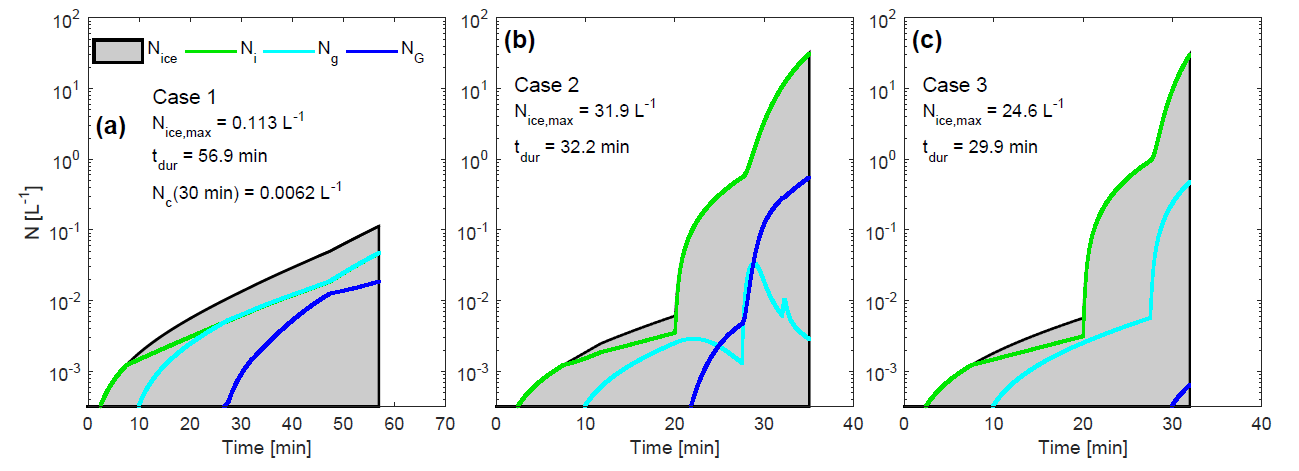 (a)
N_ice N_i N_g N_G
Case 1
N_ice,max = 0.113 L^-1
t_dur = 56.9 min
N_c(30 min) = 0.0062 L^-1
N [L^-1]
10^2
10^1
10^0
10^-1
10^-2
10^-3
0 10 20 30 40 50 60 70
Time [min]
(b)
Case 2
N_ice,max = 31.9 L^-1
t_dur = 32.2 min
10^2
10^1
10^0
10^-1
10^-2
10^-3
0 10 20 30 40
Time [min]
(c)
Case 3
N_ice,max = 24.6 L^-1
t_dur = 29.9 min
10^2
10^1
10^0
10^-1
10^-2
10^-3
0 10 20 30 40
Time [min]